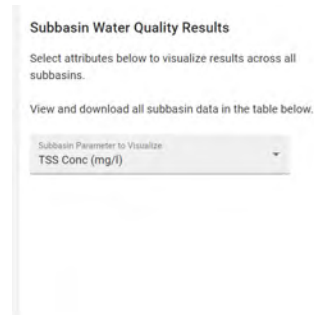 Subbasin Water Quality Results
Select attributes below to visualize results across all
subbasins.
View and download all subbasin data in the table below.
Subbasin Parameter to Visualize
TSS Conc (mg/l)